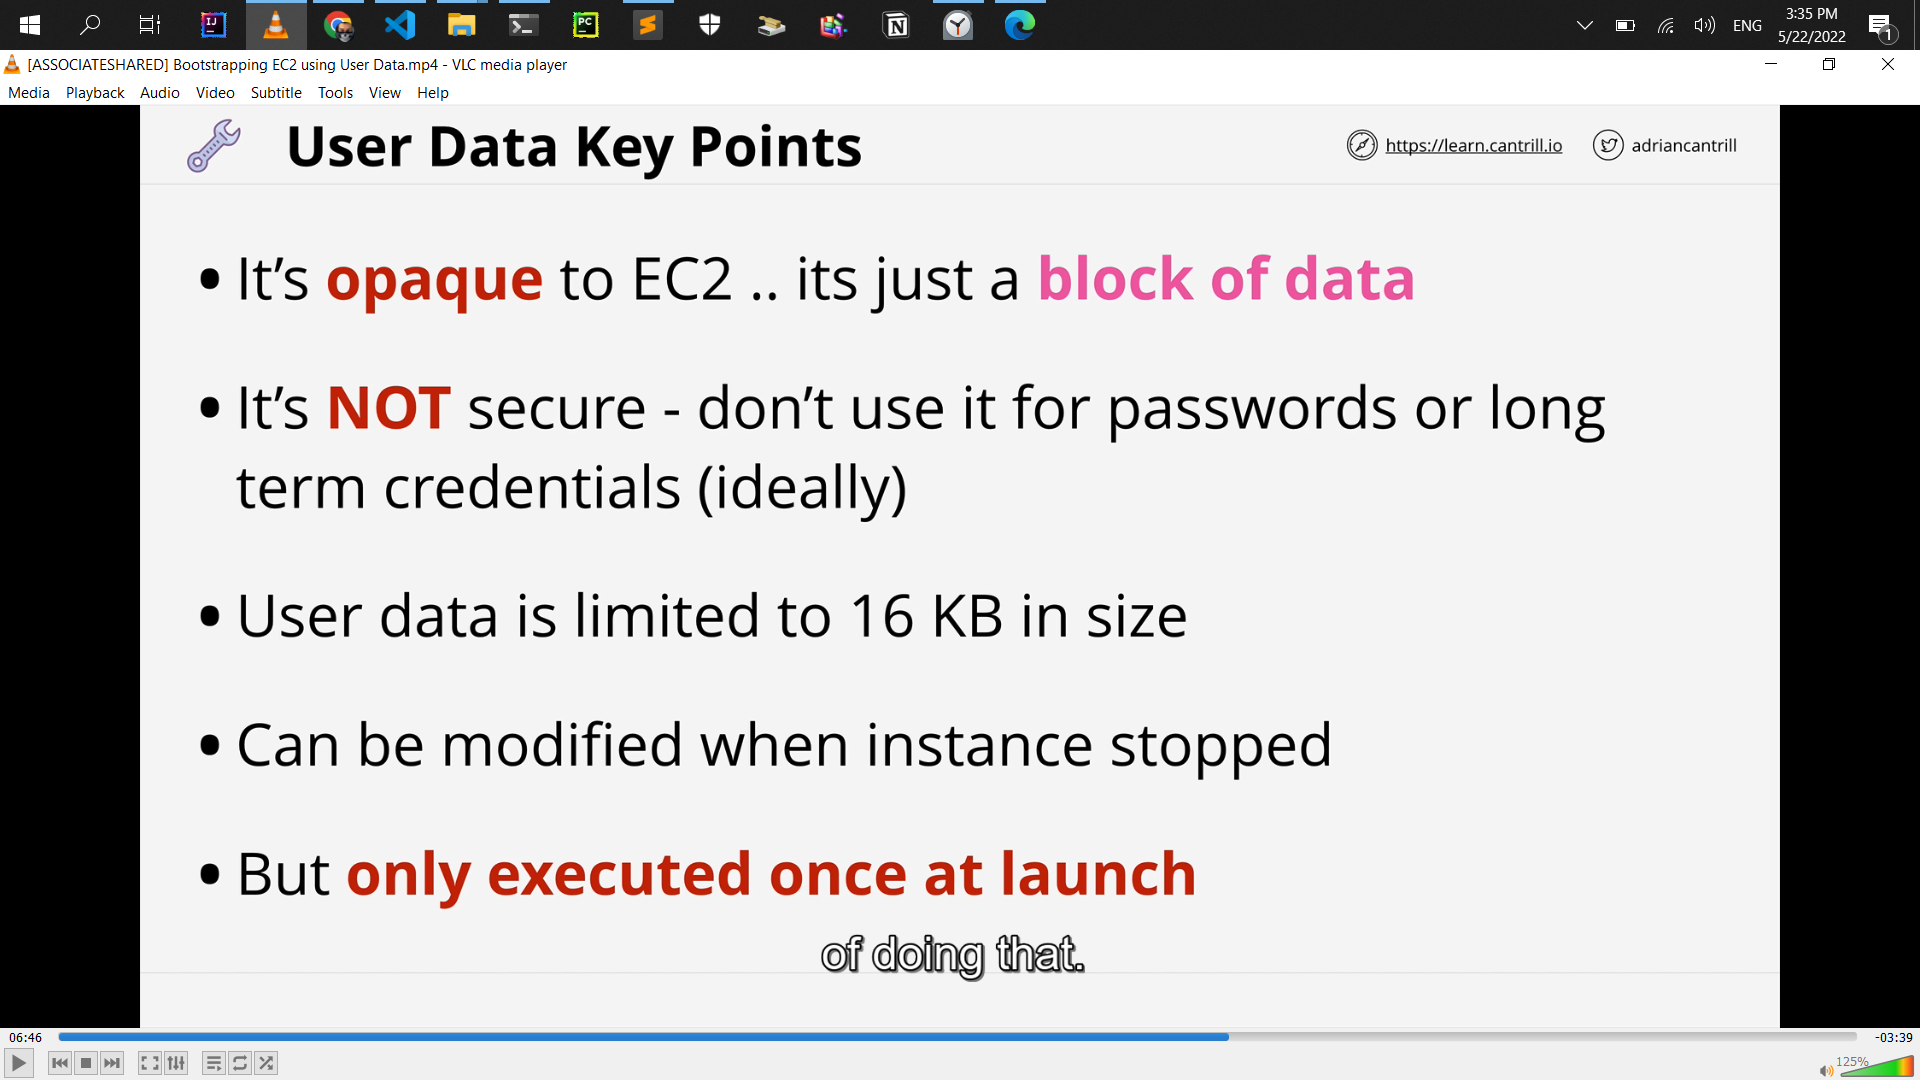 IJ
PC
N
ENG
3:35 PM
5/22/2022
1
[ASSOCIATESHARED] Bootstrapping EC2 using User Data.mp4 - VLC media player
Media Playback Audio Video Subtitle Tools View Help
User Data Key Points
https://learn.cantrill.io
adriancantrill
• It’s opaque to EC2 .. its just a block of data
• It’s NOT secure - don’t use it for passwords or long
term credentials (ideally)
• User data is limited to 16 KB in size
• Can be modified when instance stopped
• But only executed once at launch
of doing that.
06:46
-03:39
125%